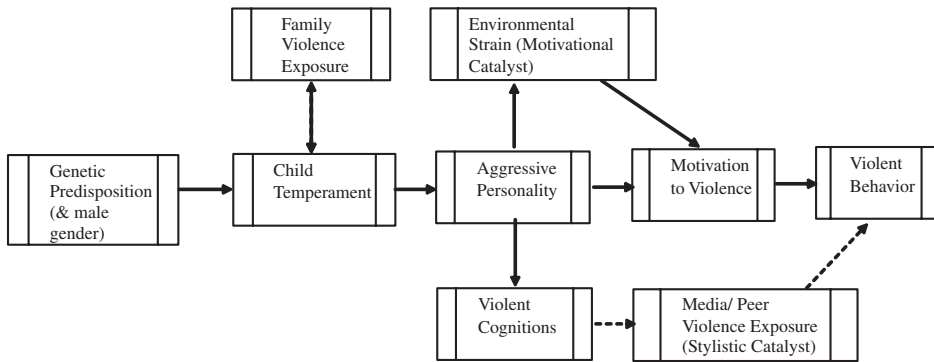 Family
Violence
Exposure
Environmental
Strain (Motivational
Catalyst)
Genetic
Predisposition
(& male
gender)
Child
Temperament
Aggressive
Personality
Motivation
to Violence
Violent
Behavior
Violent
Cognitions
Media/ Peer
Violence Exposure
(Stylistic Catalyst)